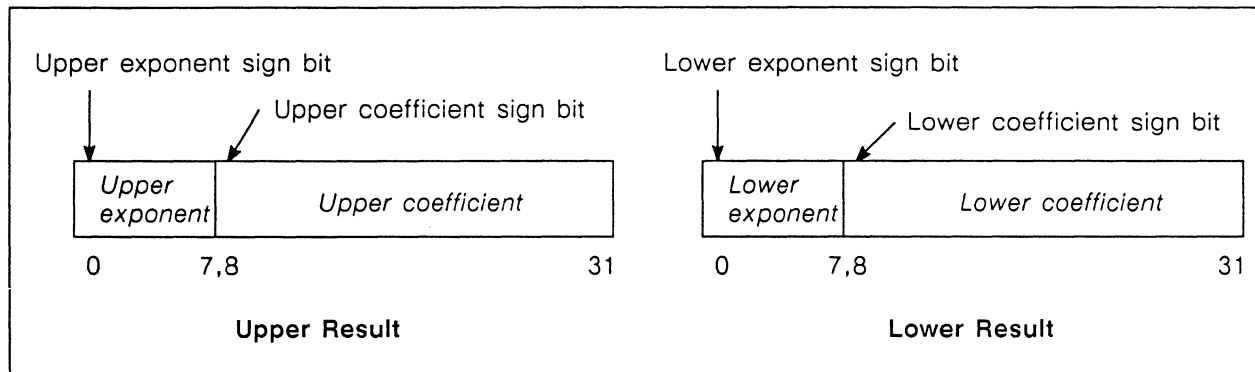 Upper exponent sign bit
Upper coefficient sign bit
Upper exponent
Upper coefficient
0 7,8 31
Upper Result
Lower exponent sign bit
Lower coefficient sign bit
Lower exponent
Lower coefficient
0 7,8 31
Lower Result